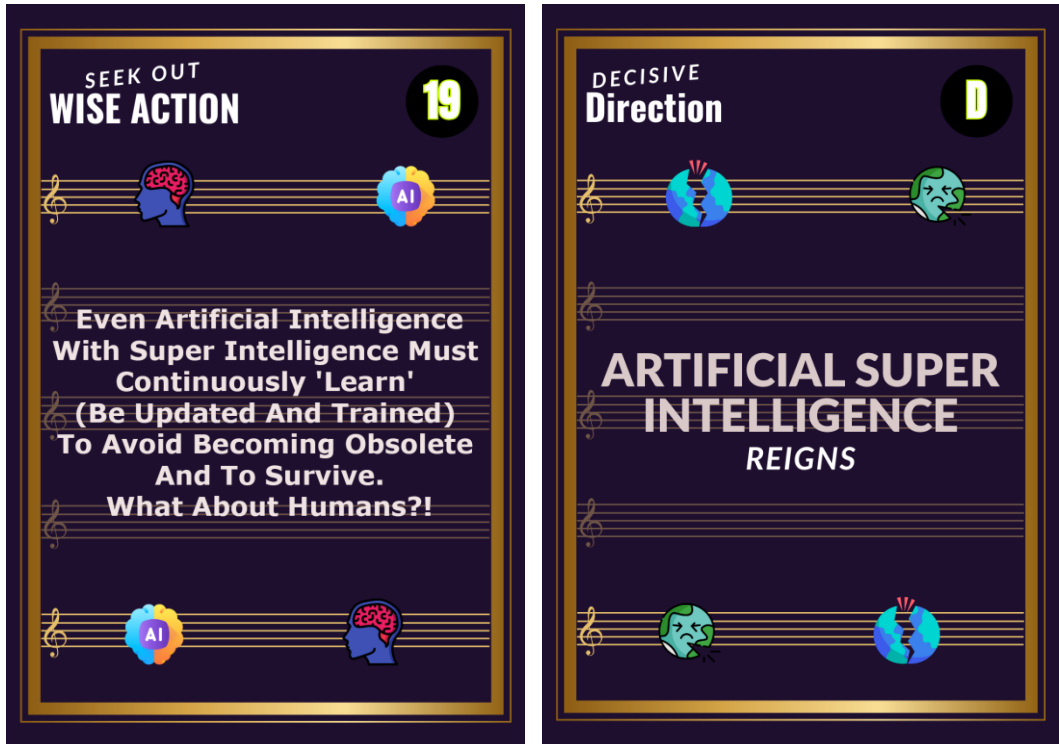 SEEK OUT
WISE ACTION
19
AI
Even Artificial Intelligence
With Super Intelligence Must
Continuously 'Learn'
(Be Updated And Trained)
To Avoid Becoming Obsolete
And To Survive.
What About Humans?!
AI
DECISIVE
Direction
D
ARTIFICIAL SUPER
INTELLIGENCE
REIGNS